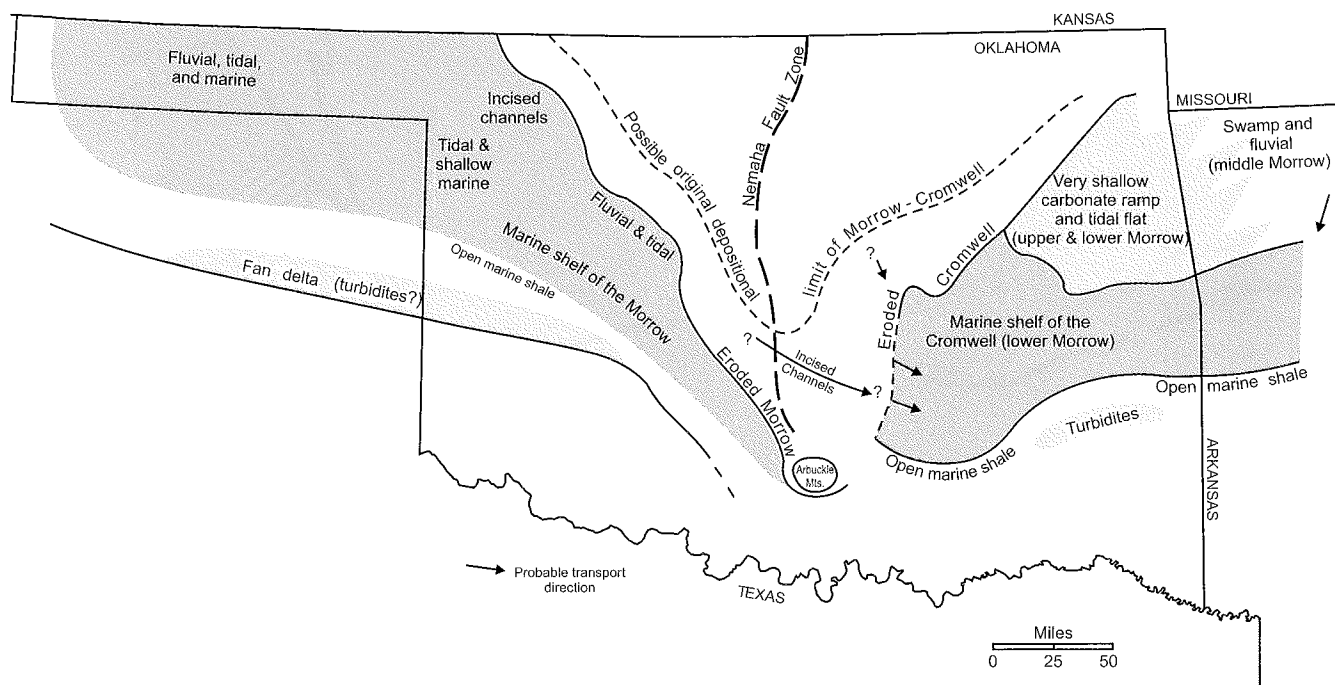 KANSAS
OKLAHOMA
MISSOURI
Fluvial, tidal,
and marine
Incised
channels
Tidal &
shallow
marine
Possible original depositional
limit of Morrow - Cromwell
Nemaha Fault Zone
Fluvial & tidal
Marine shelf of the Morrow
Open marine shale
Fan delta (turbidites?)
Eroded Morrow
?
Incised
Channels
?
?
Eroded
Cromwell
Swamp and
fluvial
(middle Morrow)
Very shallow
carbonate ramp
and tidal flat
(upper & lower Morrow)
Marine shelf of the
Cromwell (lower Morrow)
Open marine shale
Turbidites
Open marine shale
Arbuckle
Mts.
ARKANSAS
TEXAS
Probable transport
direction
Miles
0 25 50